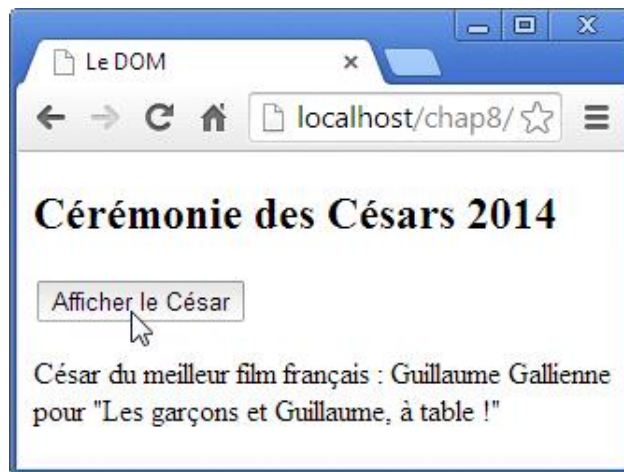 Le DOM
localhost/chap8/
Cérémonie des Césars 2014
Afficher le César
César du meilleur film français : Guillaume Gallienne
pour "Les garçons et Guillaume, à table !"